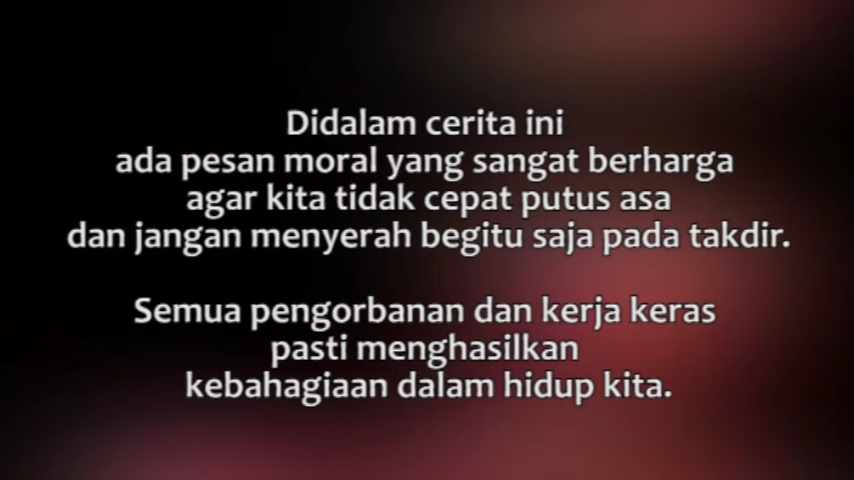 Didalam cerita ini
ada pesan moral yang sangat berharga
agar kita tidak cepat putus asa
dan jangan menyerah begitu saja pada takdir.
Semua pengorbanan dan kerja keras
pasti menghasilkan
kebahagiaan dalam hidup kita.